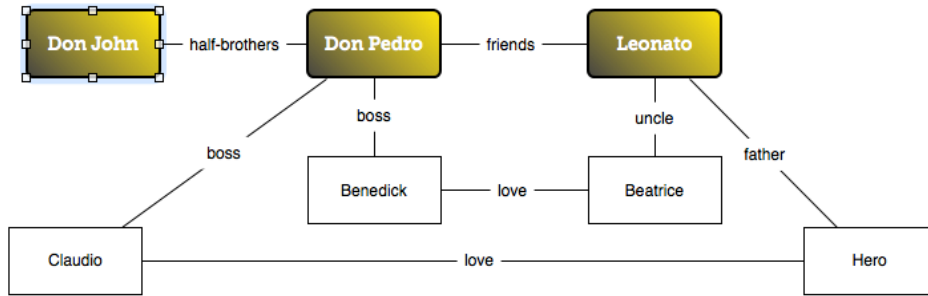 Don John half-brothers Don Pedro friends Leonato
boss uncle
boss father
Benedick love Beatrice
Claudio love Hero